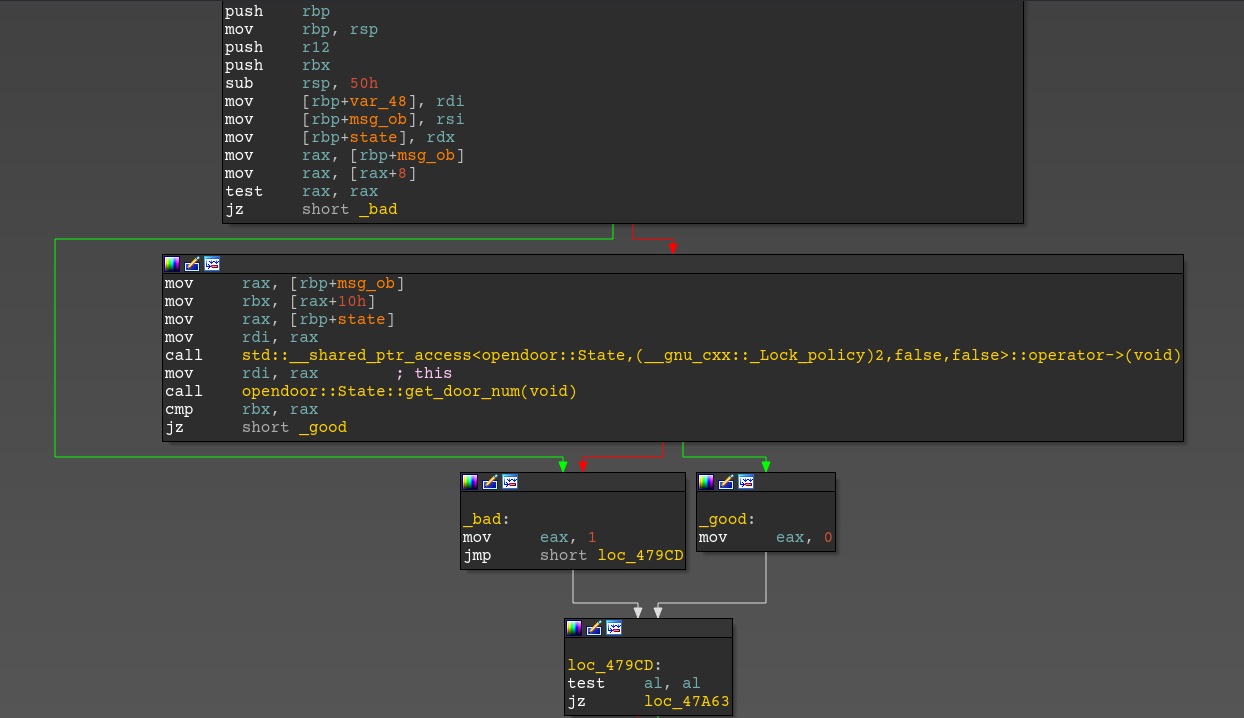 push rbp
mov rbp, rsp
push r12
push rbx
sub rsp, 50h
mov [rbp+var_48], rdi
mov [rbp+msg_ob], rsi
mov [rbp+state], rdx
mov rax, [rbp+msg_ob]
mov rax, [rax+8]
test rax, rax
jz short _bad
mov rax, [rbp+msg_ob]
mov rbx, [rax+10h]
mov rax, [rbp+state]
mov rdi, rax
call std::__shared_ptr_access<opendoor::State,(__gnu_cxx::_Lock_policy)2,false,false>::operator->(void)
mov rdi, rax ; this
call opendoor::State::get_door_num(void)
cmp rbx, rax
jz short _good
_bad:
mov eax, 1
jmp short loc_479CD
_good:
mov eax, 0
loc_479CD:
test al, al
jz loc_47A63